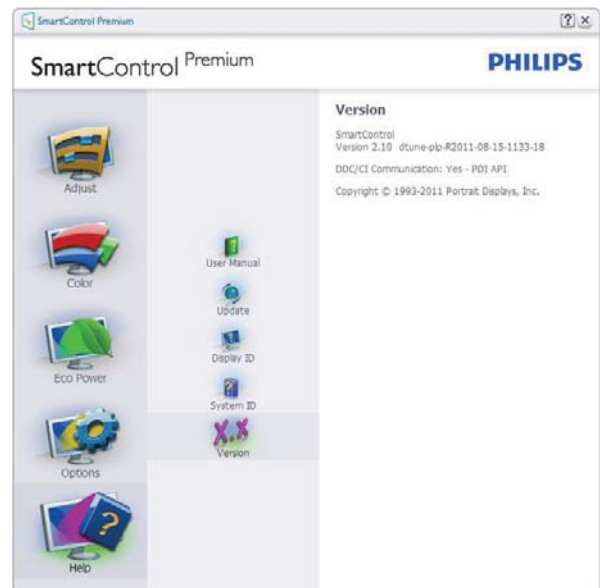 SmartControl Premium
? ×
SmartControl Premium
PHILIPS
Adjust
Color
Eco Power
Options
Help
User Manual
Update
Display ID
System ID
X.X
Version
Version
SmartControl
Version 2.10 dtune-plp-R2011-08-15-1133-18
DDC/CI Communication: Yes - PDI API
Copyright © 1993-2011 Portrait Displays, Inc.